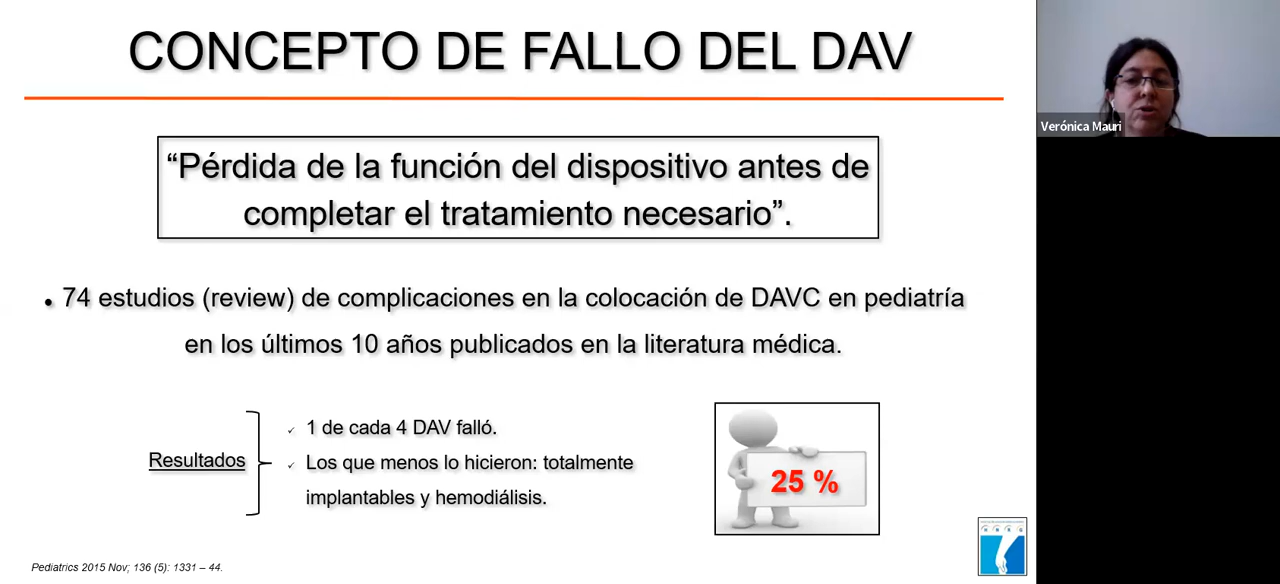 CONCEPTO DE FALLO DEL DAV
Verónica Mauri
“Pérdida de la función del dispositivo antes de
completar el tratamiento necesario”.
• 74 estudios (review) de complicaciones en la colocación de DAVC en pediatría
en los últimos 10 años publicados en la literatura médica.
Resultados
✓ 1 de cada 4 DAV falló.
✓ Los que menos lo hicieron: totalmente
implantables y hemodiálisis.
25 %
Pediatrics 2015 Nov; 136 (5): 1331 – 44.